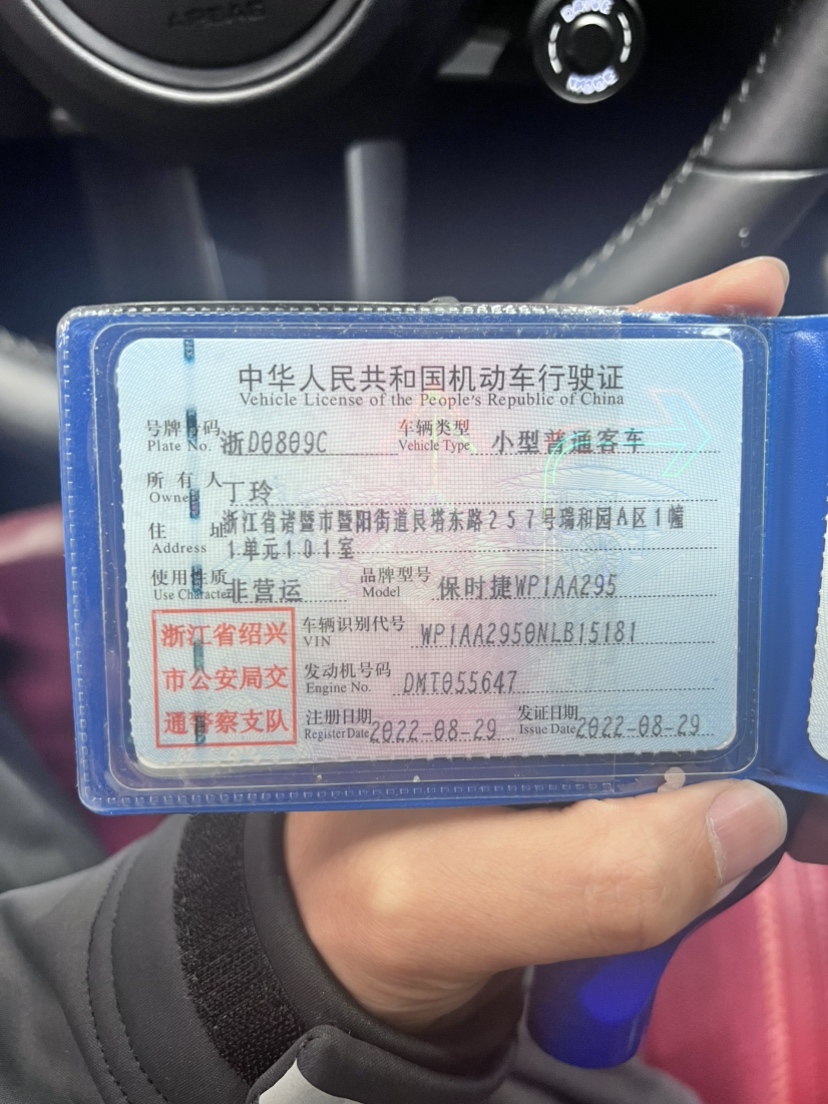 AIRBAG
DRIVE
MODE
中华人民共和国机动车行驶证
Vehicle License of the People's Republic of China
号牌号码 Plate No. 浙D0809C 车辆类型 Vehicle Type 小型普通客车
所有人 Owner 丁玲
住址 Address 浙江省诸暨市暨阳街道艮塔东路257号瑞和园A区1幢
1单元101室
使用性质 Use Character 非营运 品牌型号 Model 保时捷WP1AA295
浙江省绍兴
市公安局交
通警察支队
车辆识别代号 VIN WP1AA2950NLB15181
发动机号码 Engine No. DMT055647
注册日期 Register Date 2022-08-29 发证日期 Issue Date 2022-08-29